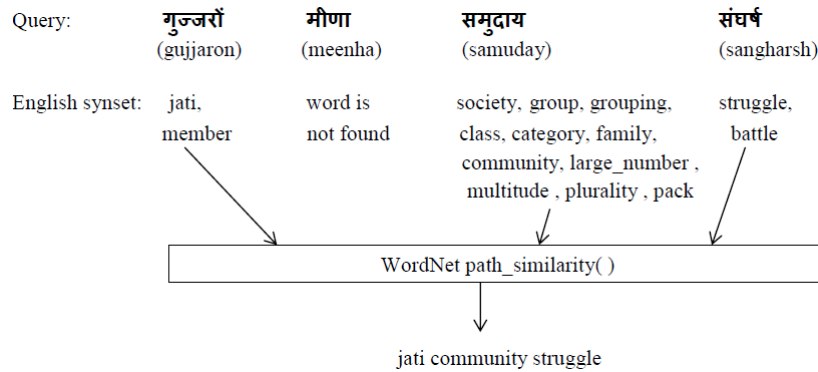 Query: गुज्जरों मीणा समुदाय संघर्ष
(gujjaron) (meenha) (samuday) (sangharsh)
English synset: jati, word is society, group, grouping, struggle,
member not found class, category, family, battle
community, large_number ,
multitude , plurality , pack
WordNet path_similarity( )
jati community struggle